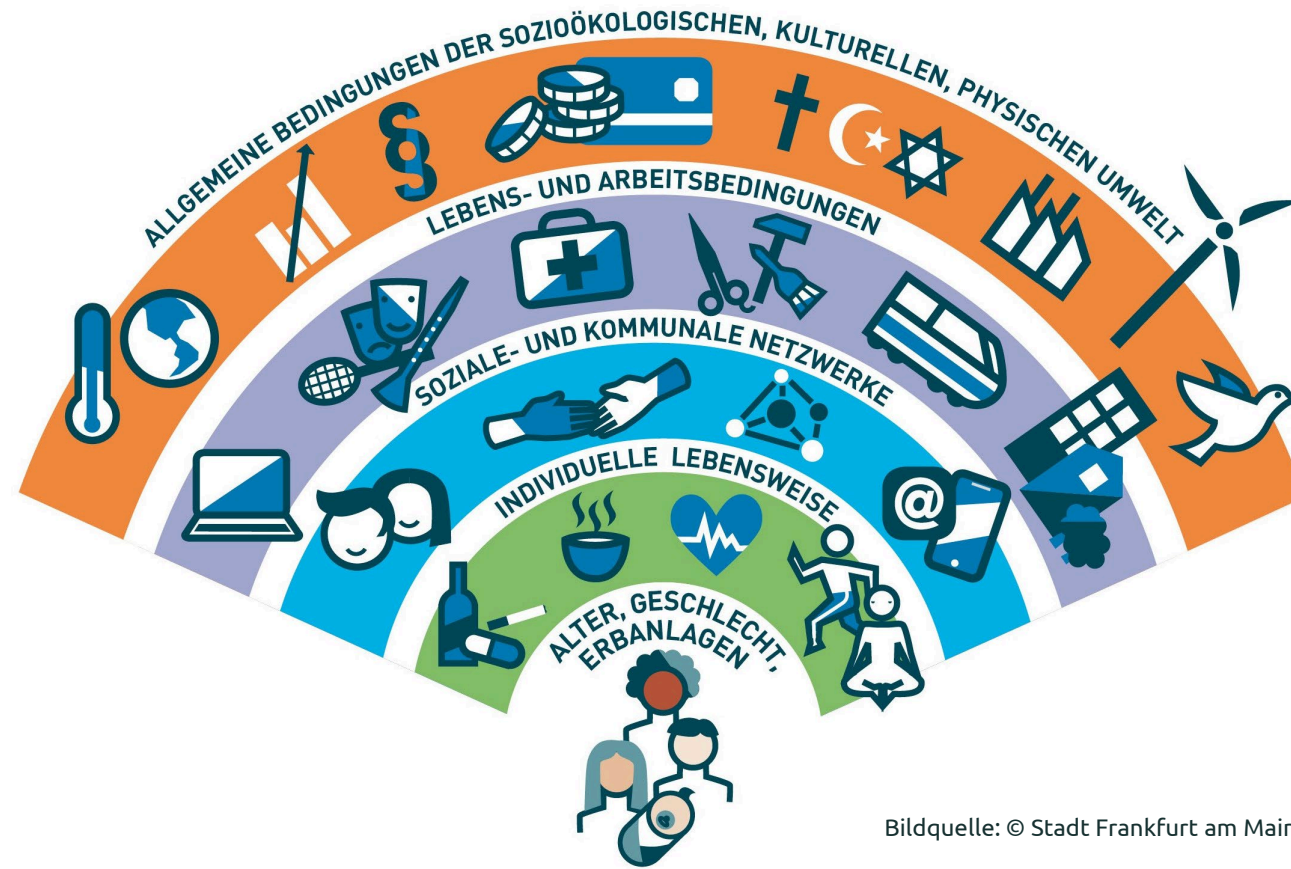 ALLGEMEINE BEDINGUNGEN DER SOZIOÖKOLOGISCHEN, KULTURELLEN, PHYSISCHEN UMWELT
§
LEBENS- UND ARBEITSBEDINGUNGEN
SOZIALE- UND KOMMUNALE NETZWERKE
@
INDIVIDUELLE LEBENSWEISE
ALTER, GESCHLECHT,
ERBANLAGEN
Bildquelle: © Stadt Frankfurt am Main